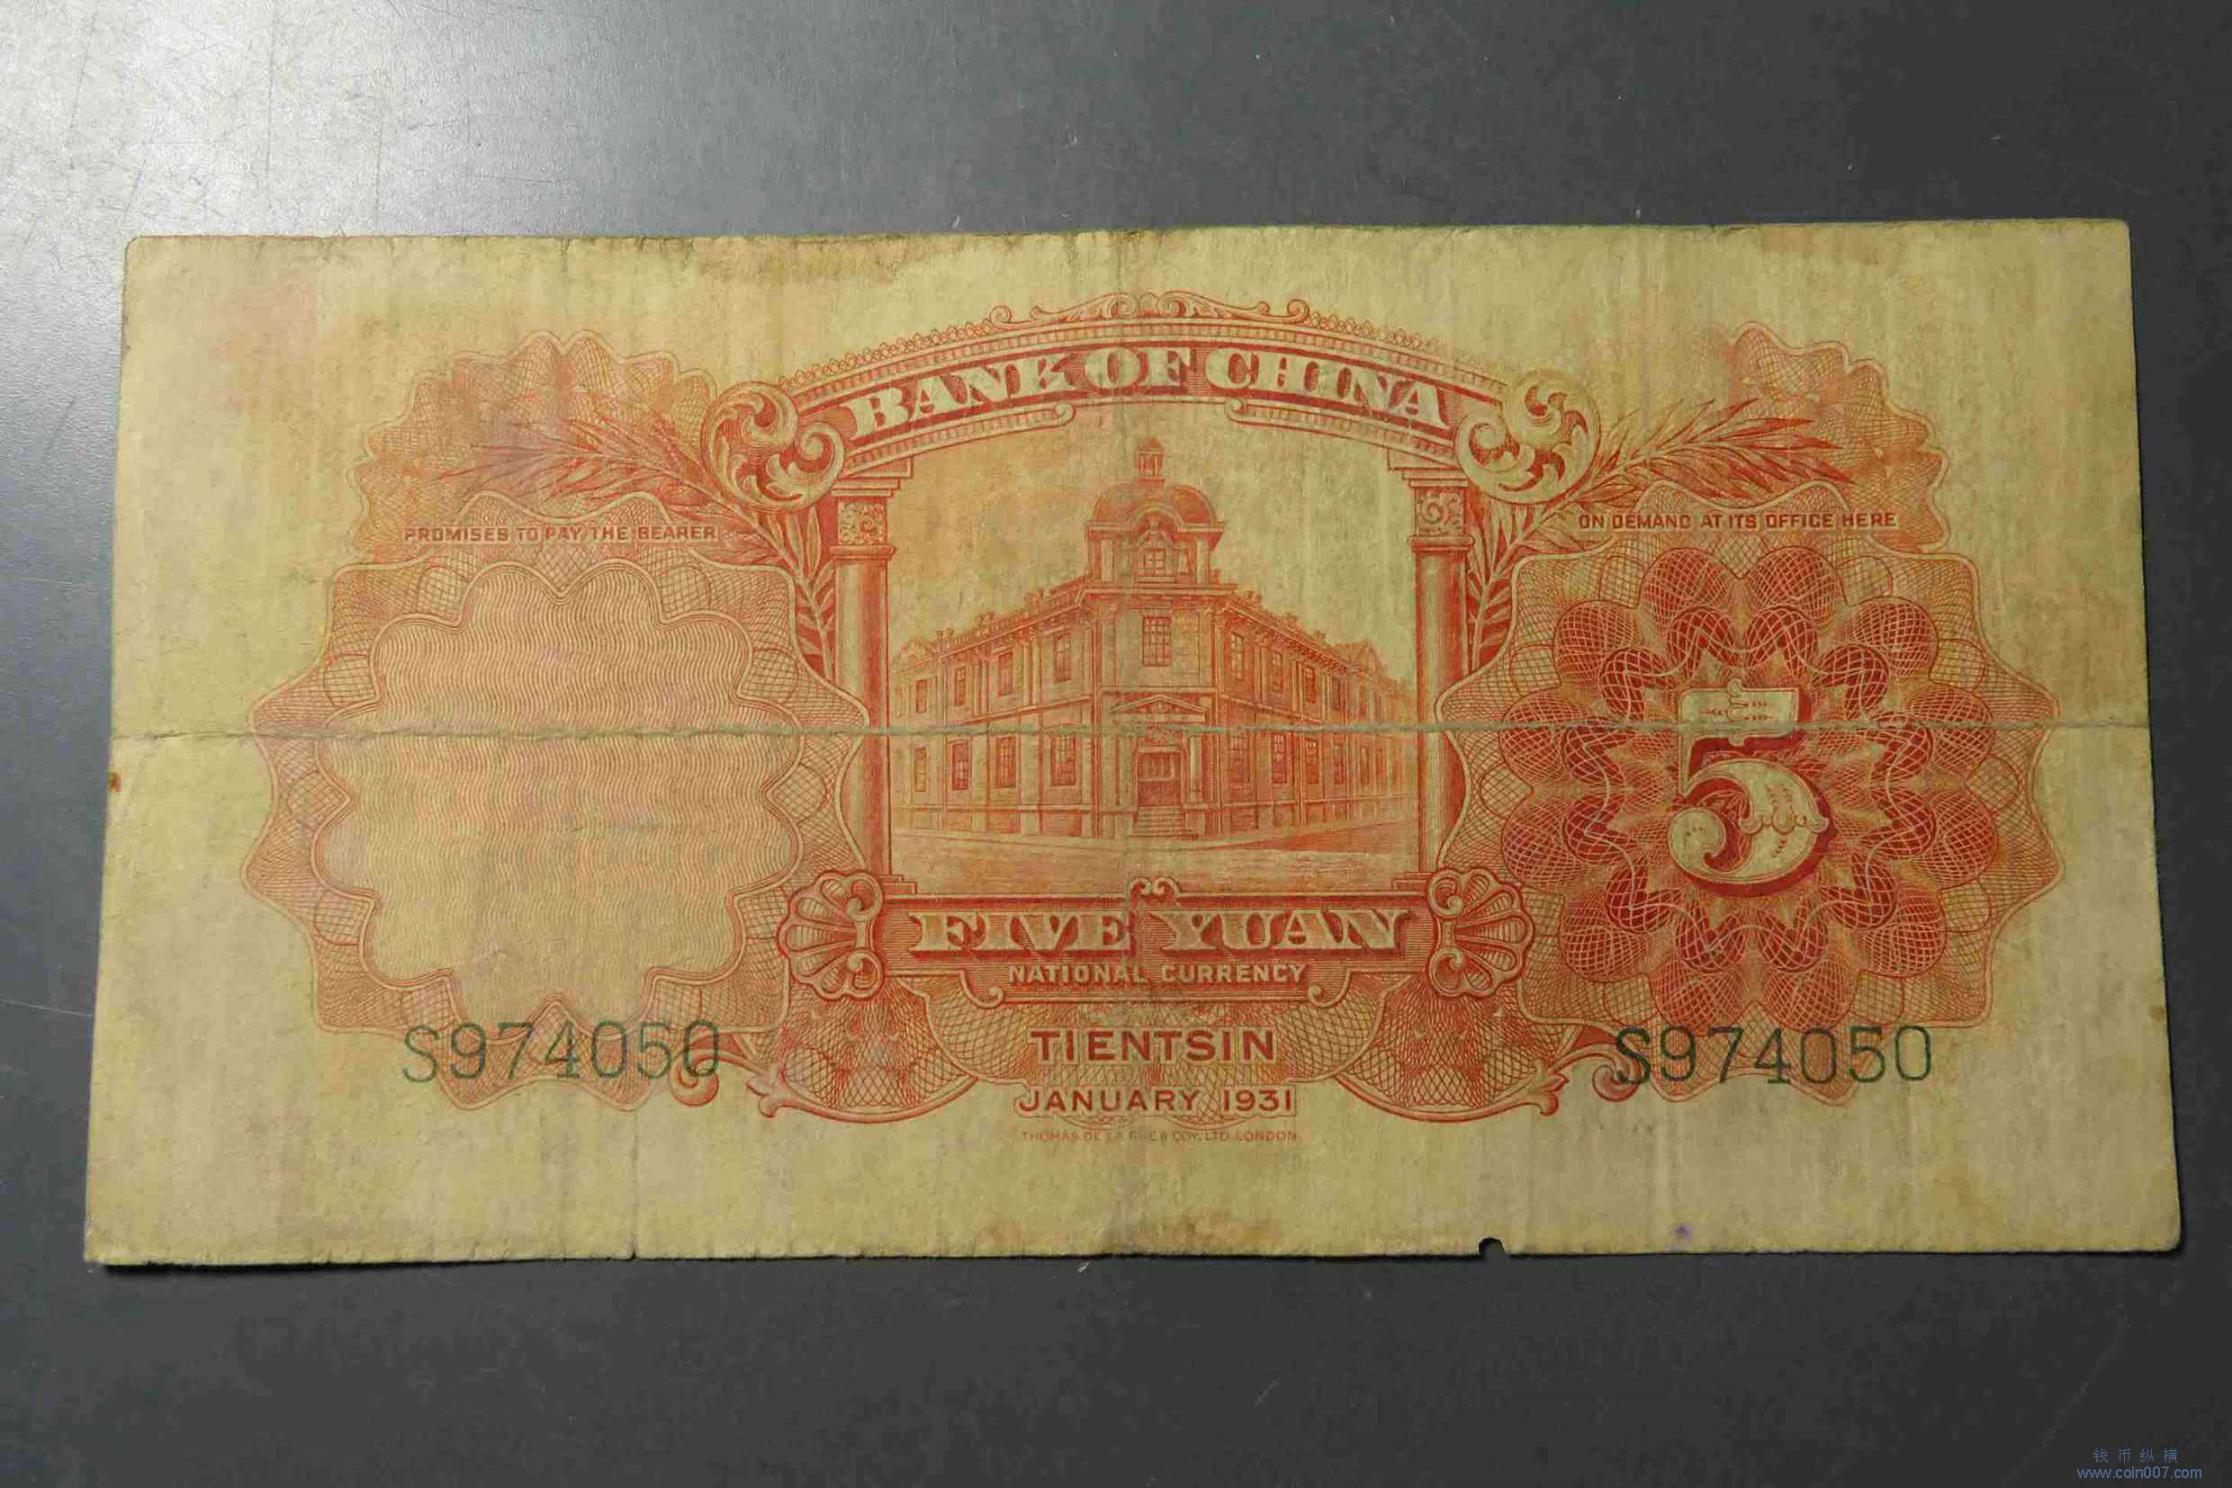 BANK OF CHINA
PROMISES TO PAY THE BEARER
ON DEMAND AT ITS OFFICE HERE
5
FIVE YUAN
NATIONAL CURRENCY
S974050
TIENTSIN
S974050
JANUARY 1931
THOMAS DE LA RUE & COY. LTD. LONDON.
钱币纵横
www.coin007.com